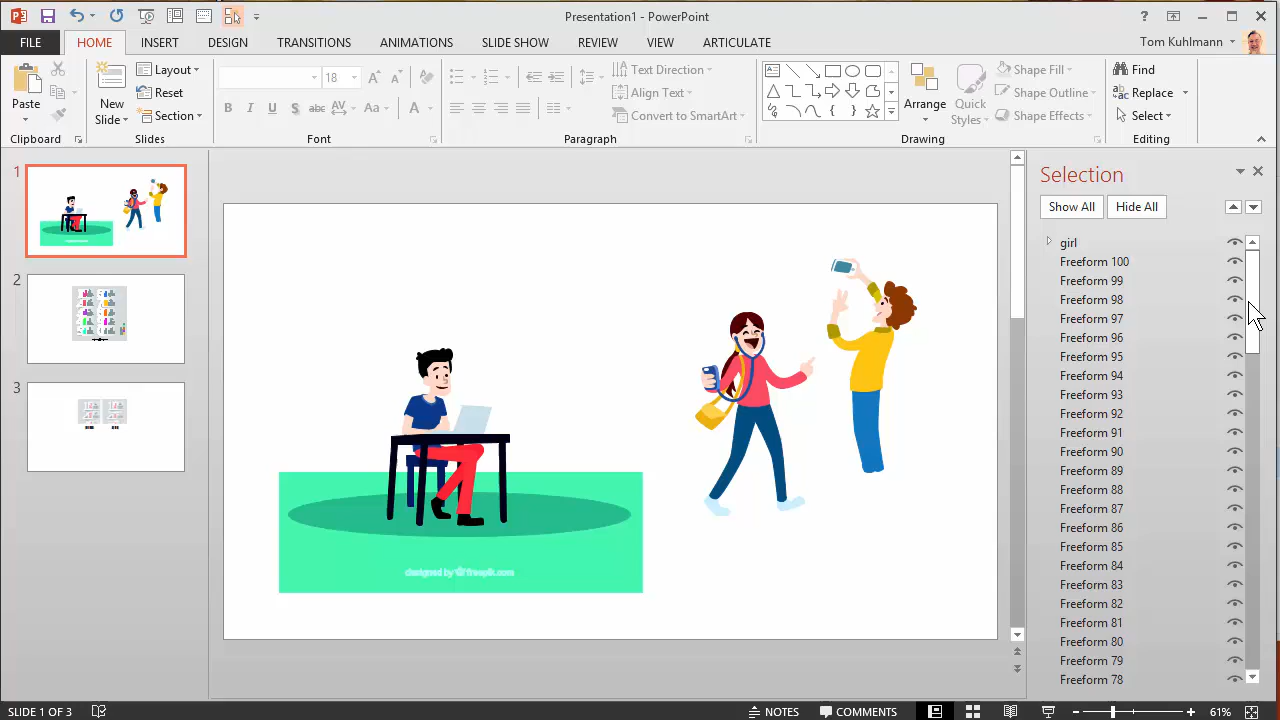 Presentation1 - PowerPoint
FILE
HOME
INSERT
DESIGN
TRANSITIONS
ANIMATIONS
SLIDE SHOW
REVIEW
VIEW
ARTICULATE
Tom Kuhlmann
Paste
New
Slide
Layout
Reset
Section
18
B I U S abc AV Aa A
Text Direction
Align Text
Convert to SmartArt
Arrange
Quick
Styles
Shape Fill
Shape Outline
Shape Effects
Find
Replace
Select
Clipboard
Slides
Font
Paragraph
Drawing
Editing
1
2
3
designed by freepik.com
Selection
Show All
Hide All
girl
Freeform 100
Freeform 99
Freeform 98
Freeform 97
Freeform 96
Freeform 95
Freeform 94
Freeform 93
Freeform 92
Freeform 91
Freeform 90
Freeform 89
Freeform 88
Freeform 87
Freeform 86
Freeform 85
Freeform 84
Freeform 83
Freeform 82
Freeform 81
Freeform 80
Freeform 79
Freeform 78
SLIDE 1 OF 3
NOTES
COMMENTS
61%